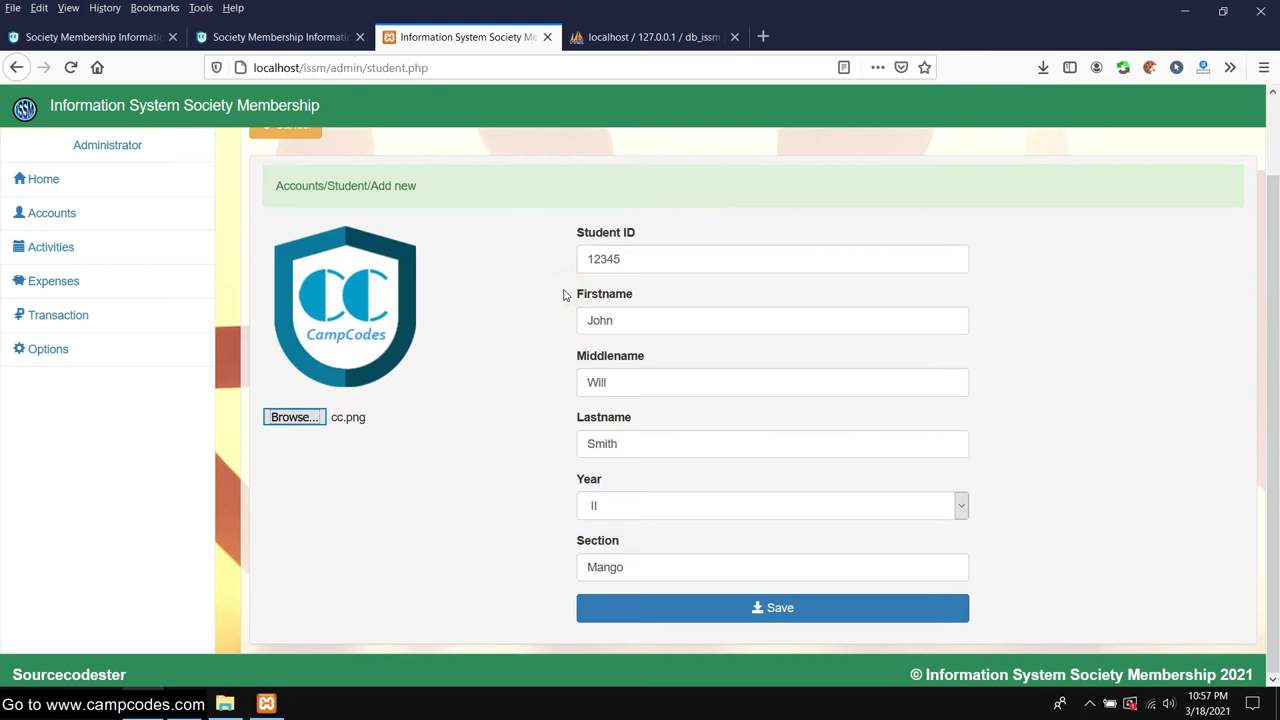 File Edit View History Bookmarks Tools Help
Society Membership Informati
Society Membership Informati
Information System Society Me
localhost / 127.0.0.1 / db_issm
localhost/issm/admin/student.php
ISSM Information System Society Membership
Administrator
Home
Accounts
Activities
Expenses
Transaction
Options
Accounts/Student/Add new
CC
CampCodes
Browse... cc.png
Student ID
12345
Firstname
John
Middlename
Will
Lastname
Smith
Year
II
Section
Mango
Save
Sourcecodester
© Information System Society Membership 2021
Go to www.campcodes.com
10:57 PM
3/18/2021